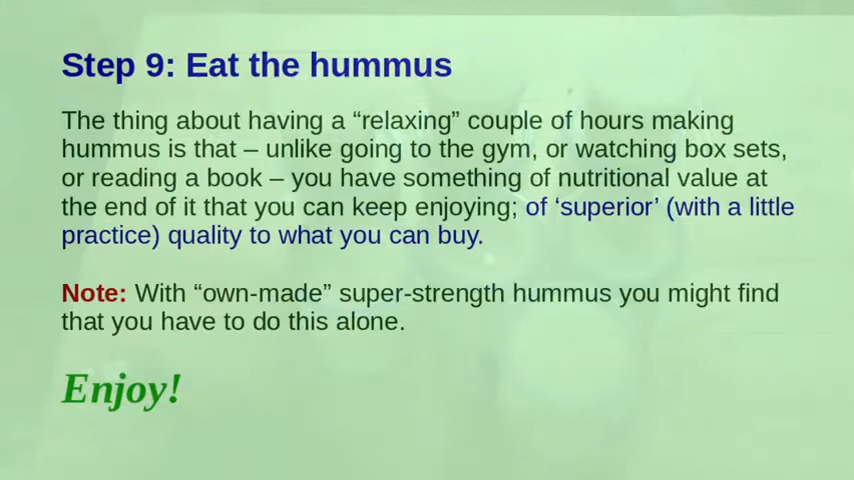 Step 9: Eat the hummus
The thing about having a “relaxing” couple of hours making
hummus is that – unlike going to the gym, or watching box sets,
or reading a book – you have something of nutritional value at
the end of it that you can keep enjoying; of ‘superior’ (with a little
practice) quality to what you can buy.
Note: With “own-made” super-strength hummus you might find
that you have to do this alone.
Enjoy!